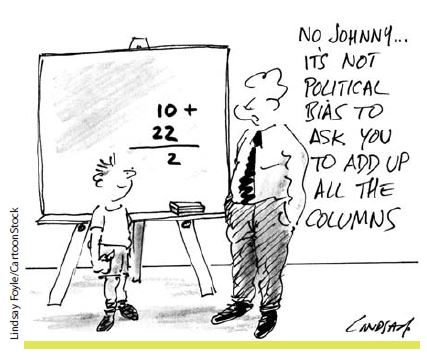 NO JOHNNY...
IT'S NOT
POLITICAL
BIAS TO
ASK YOU
TO ADD UP
ALL THE
COLUMNS
10 +
22
2
LINDSAY
Lindsay Foyle/CartoonStock